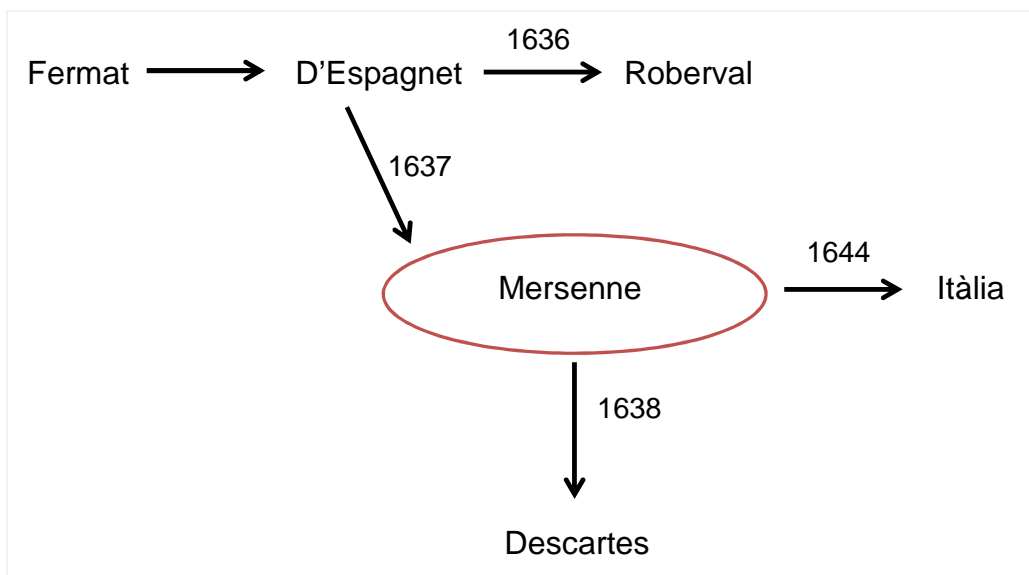 1636
Fermat D’Espagnet Roberval
1637
1644
Mersenne Itàlia
1638
Descartes